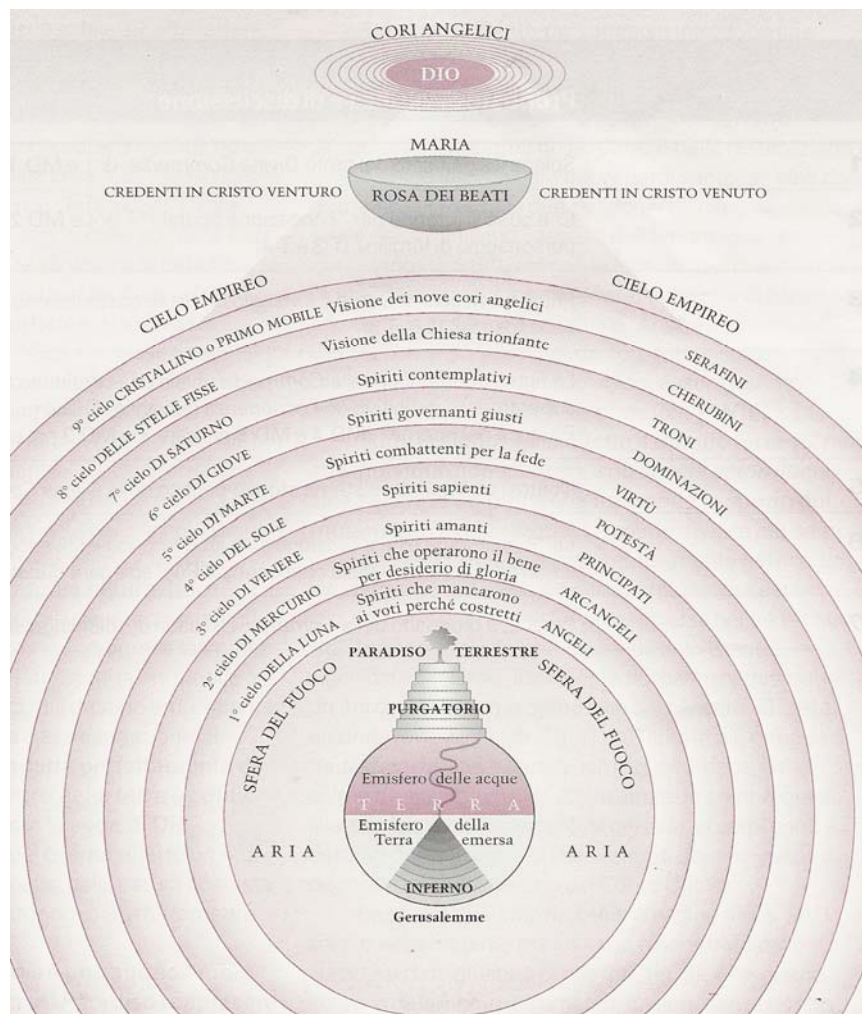 CORI ANGELICI
DIO
MARIA
CREDENTI IN CRISTO VENTURO
ROSA DEI BEATI
CREDENTI IN CRISTO VENUTO
CIELO EMPIREO
CIELO EMPIREO
9° cielo CRISTALLINO o PRIMO MOBILE
Visione dei nove cori angelici
SERAFINI
8° cielo DELLE STELLE FISSE
Visione della Chiesa trionfante
CHERUBINI
7° cielo DI SATURNO
Spiriti contemplativi
TRONI
6° cielo DI GIOVE
Spiriti governanti giusti
DOMINAZIONI
5° cielo DI MARTE
Spiriti combattenti per la fede
VIRTÙ
4° cielo DEL SOLE
Spiriti sapienti
POTESTÀ
3° cielo DI VENERE
Spiriti amanti
PRINCIPATI
2° cielo DI MERCURIO
Spiriti che operarono il bene
per desiderio di gloria
ARCANGELI
1° cielo DELLA LUNA
Spiriti che mancarono
ai voti perché costretti
ANGELI
PARADISO TERRESTRE
SFERA DEL FUOCO
SFERA DEL FUOCO
PURGATORIO
Emisfero delle acque
TERRA
Emisfero della
Terra emersa
ARIA
ARIA
INFERNO
Gerusalemme